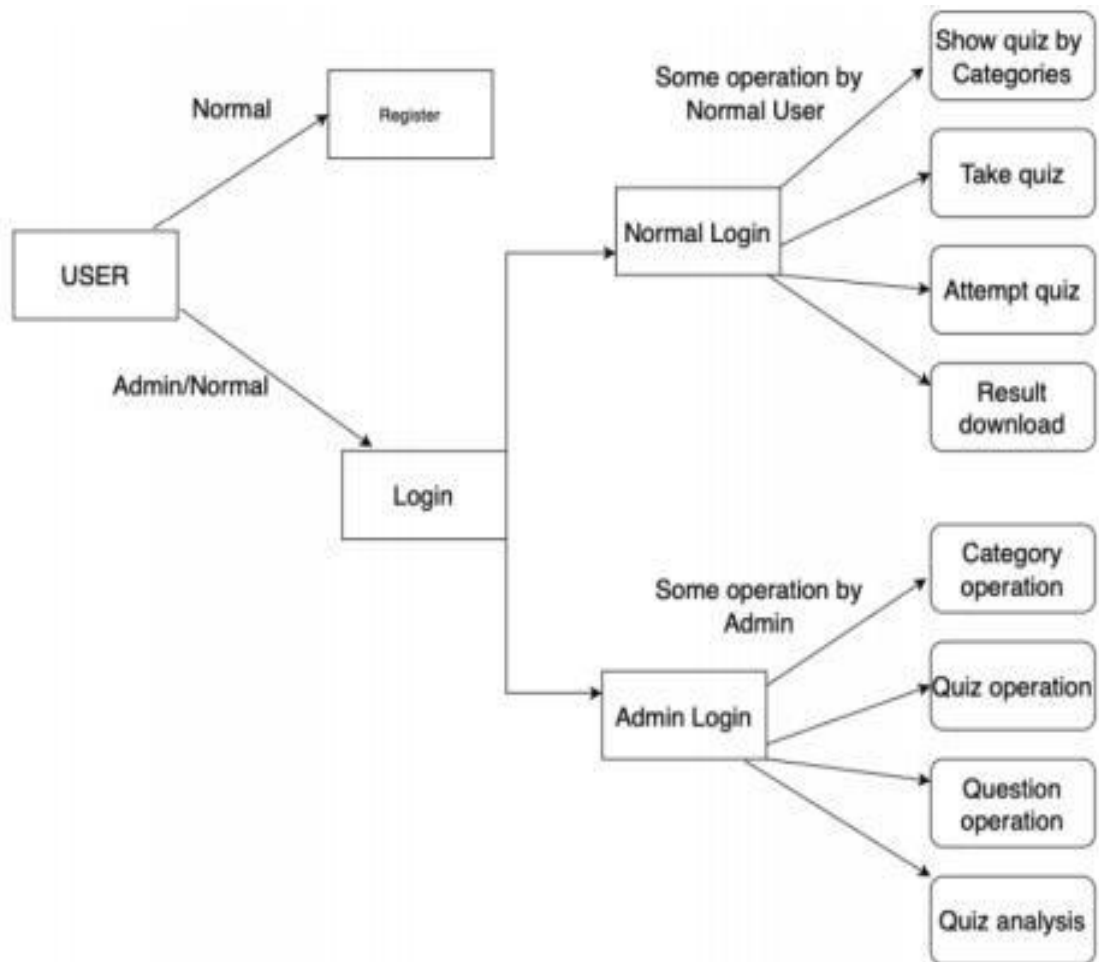 Normal
Register
USER
Admin/Normal
Login
Some operation by
Normal User
Normal Login
Show quiz by
Categories
Take quiz
Attempt quiz
Result
download
Some operation by
Admin
Admin Login
Category
operation
Quiz operation
Question
operation
Quiz analysis